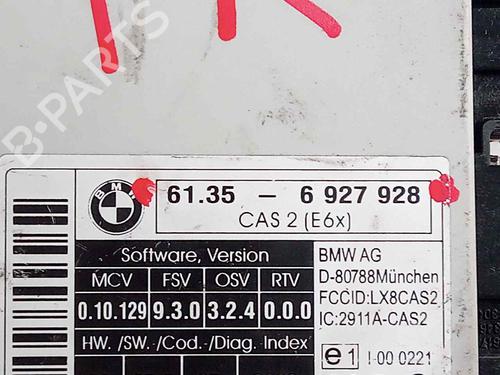 B-PARTS
BMW
61.35 - 6 927 928
CAS 2 (E6x)
Software, Version
MCV FSV OSV RTV
0.10.129 9.3.0 3.2.4 0.0.0
HW. /SW. /Cod. /Diag. Index
BMW AG
D-80788München
FCCID:LX8CAS2
IC:2911A-CAS2
e1 I-00 0221